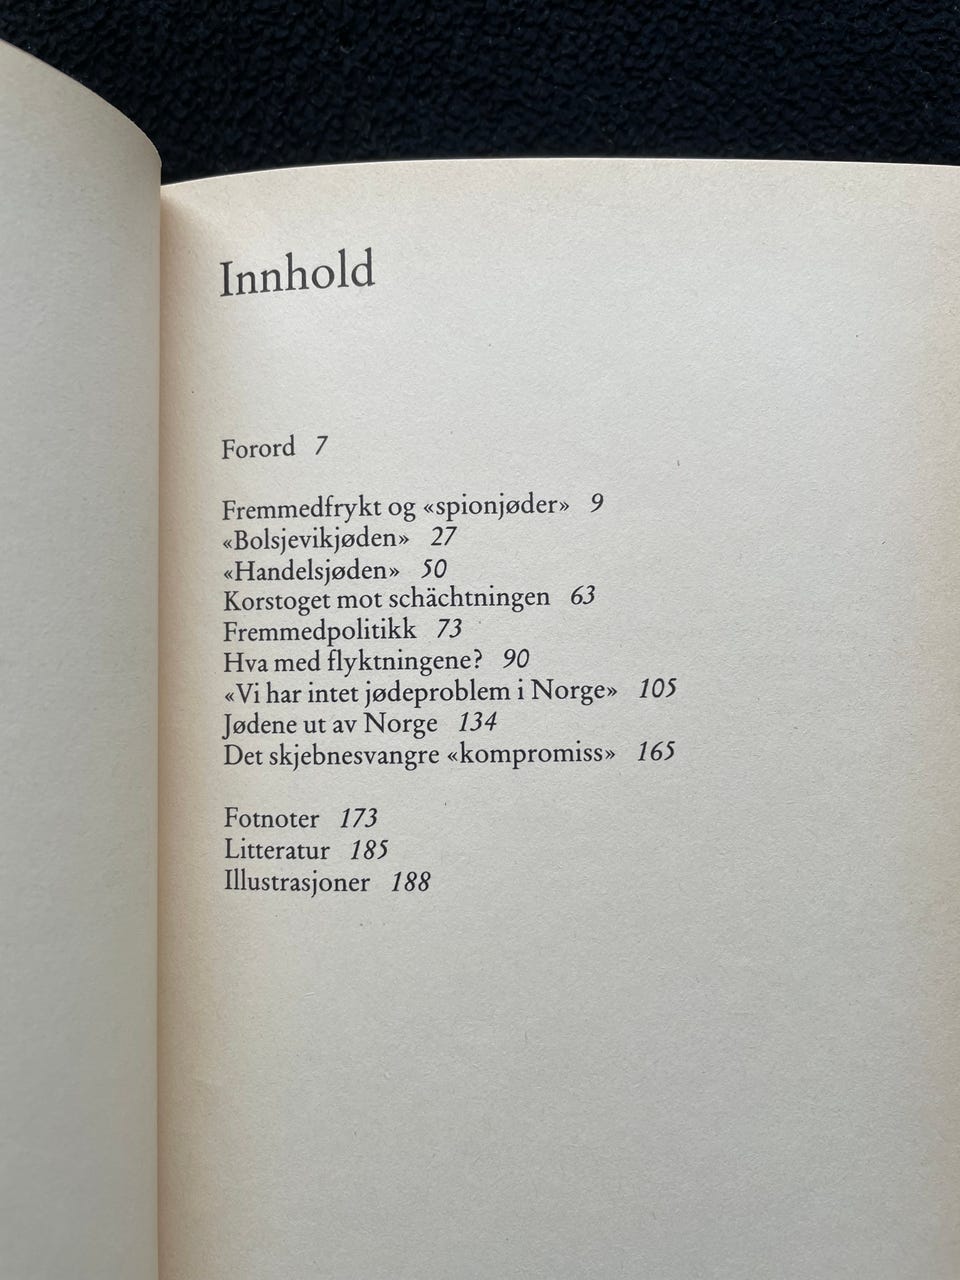 Innhold
Forord 7
Fremmedfrykt og «spionjøder» 9
«Bolsjevikjøden» 27
«Handelsjøden» 50
Korstoget mot schächtningen 63
Fremmedpolitikk 73
Hva med flyktningene? 90
«Vi har intet jødeproblem i Norge» 105
Jødene ut av Norge 134
Det skjebnesvangre «kompromiss» 165
Fotnoter 173
Litteratur 185
Illustrasjoner 188